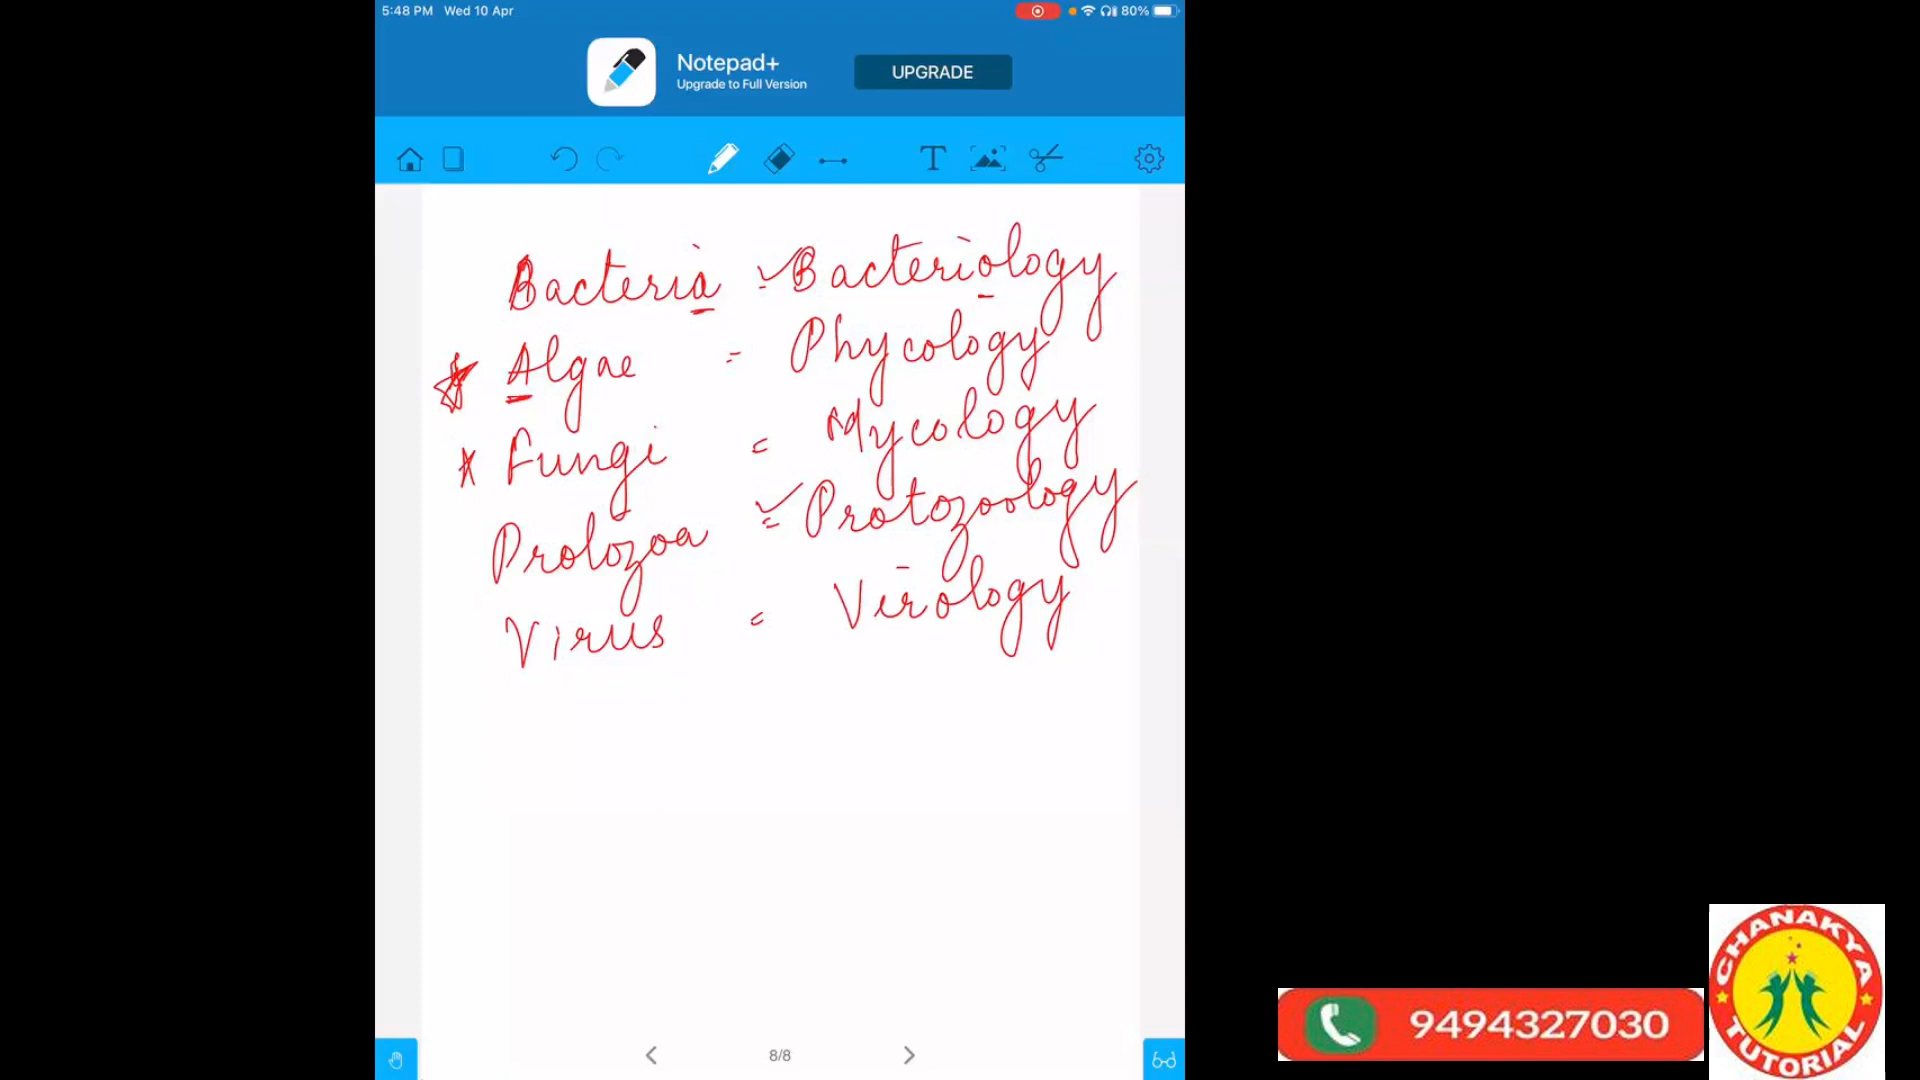 5:48 PM Wed 10 Apr 80%
Notepad+
Upgrade to Full Version
UPGRADE
T
Bacteria = Bacteriology
Algae = Phycology
Fungi = Mycology
Protozoa = Protozoology
Virus = Virology
8/8
9494327030
CHANAKYA
TUTORIAL